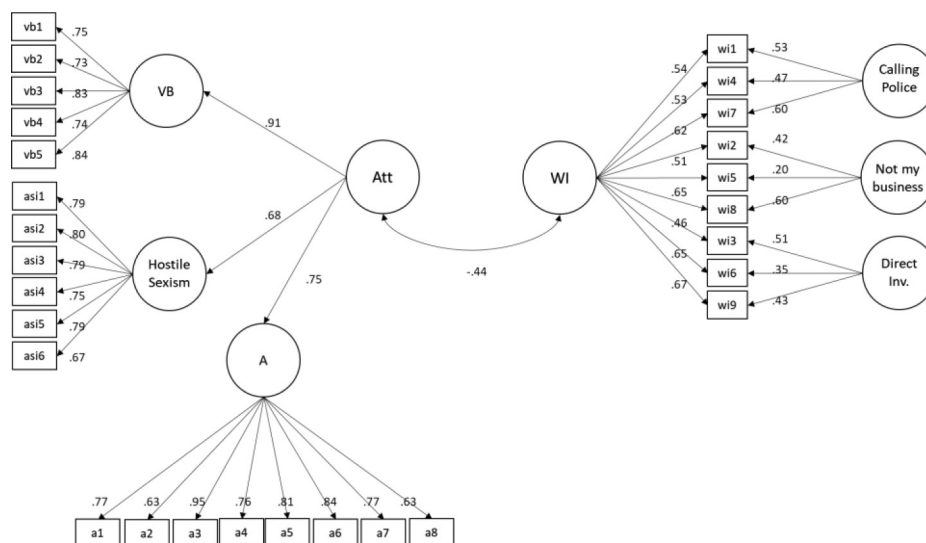 vb1
.75
vb2
.73
vb3
.83
vb4
.74
vb5
.84
VB
.91
asi1
.79
asi2
.80
asi3
.79
asi4
.75
asi5
.79
asi6
.67
Hostile
Sexism
.68
Att
.75
A
.77
.63
.95
.76
.81
.84
.77
.63
a1
a2
a3
a4
a5
a6
a7
a8
-.44
WI
.54
.53
.62
.51
.65
.46
.65
.67
wi1
wi4
wi7
wi2
wi5
wi8
wi3
wi6
wi9
.53
.47
.60
.42
.20
.60
.51
.35
.43
Calling
Police
Not my
business
Direct
Inv.